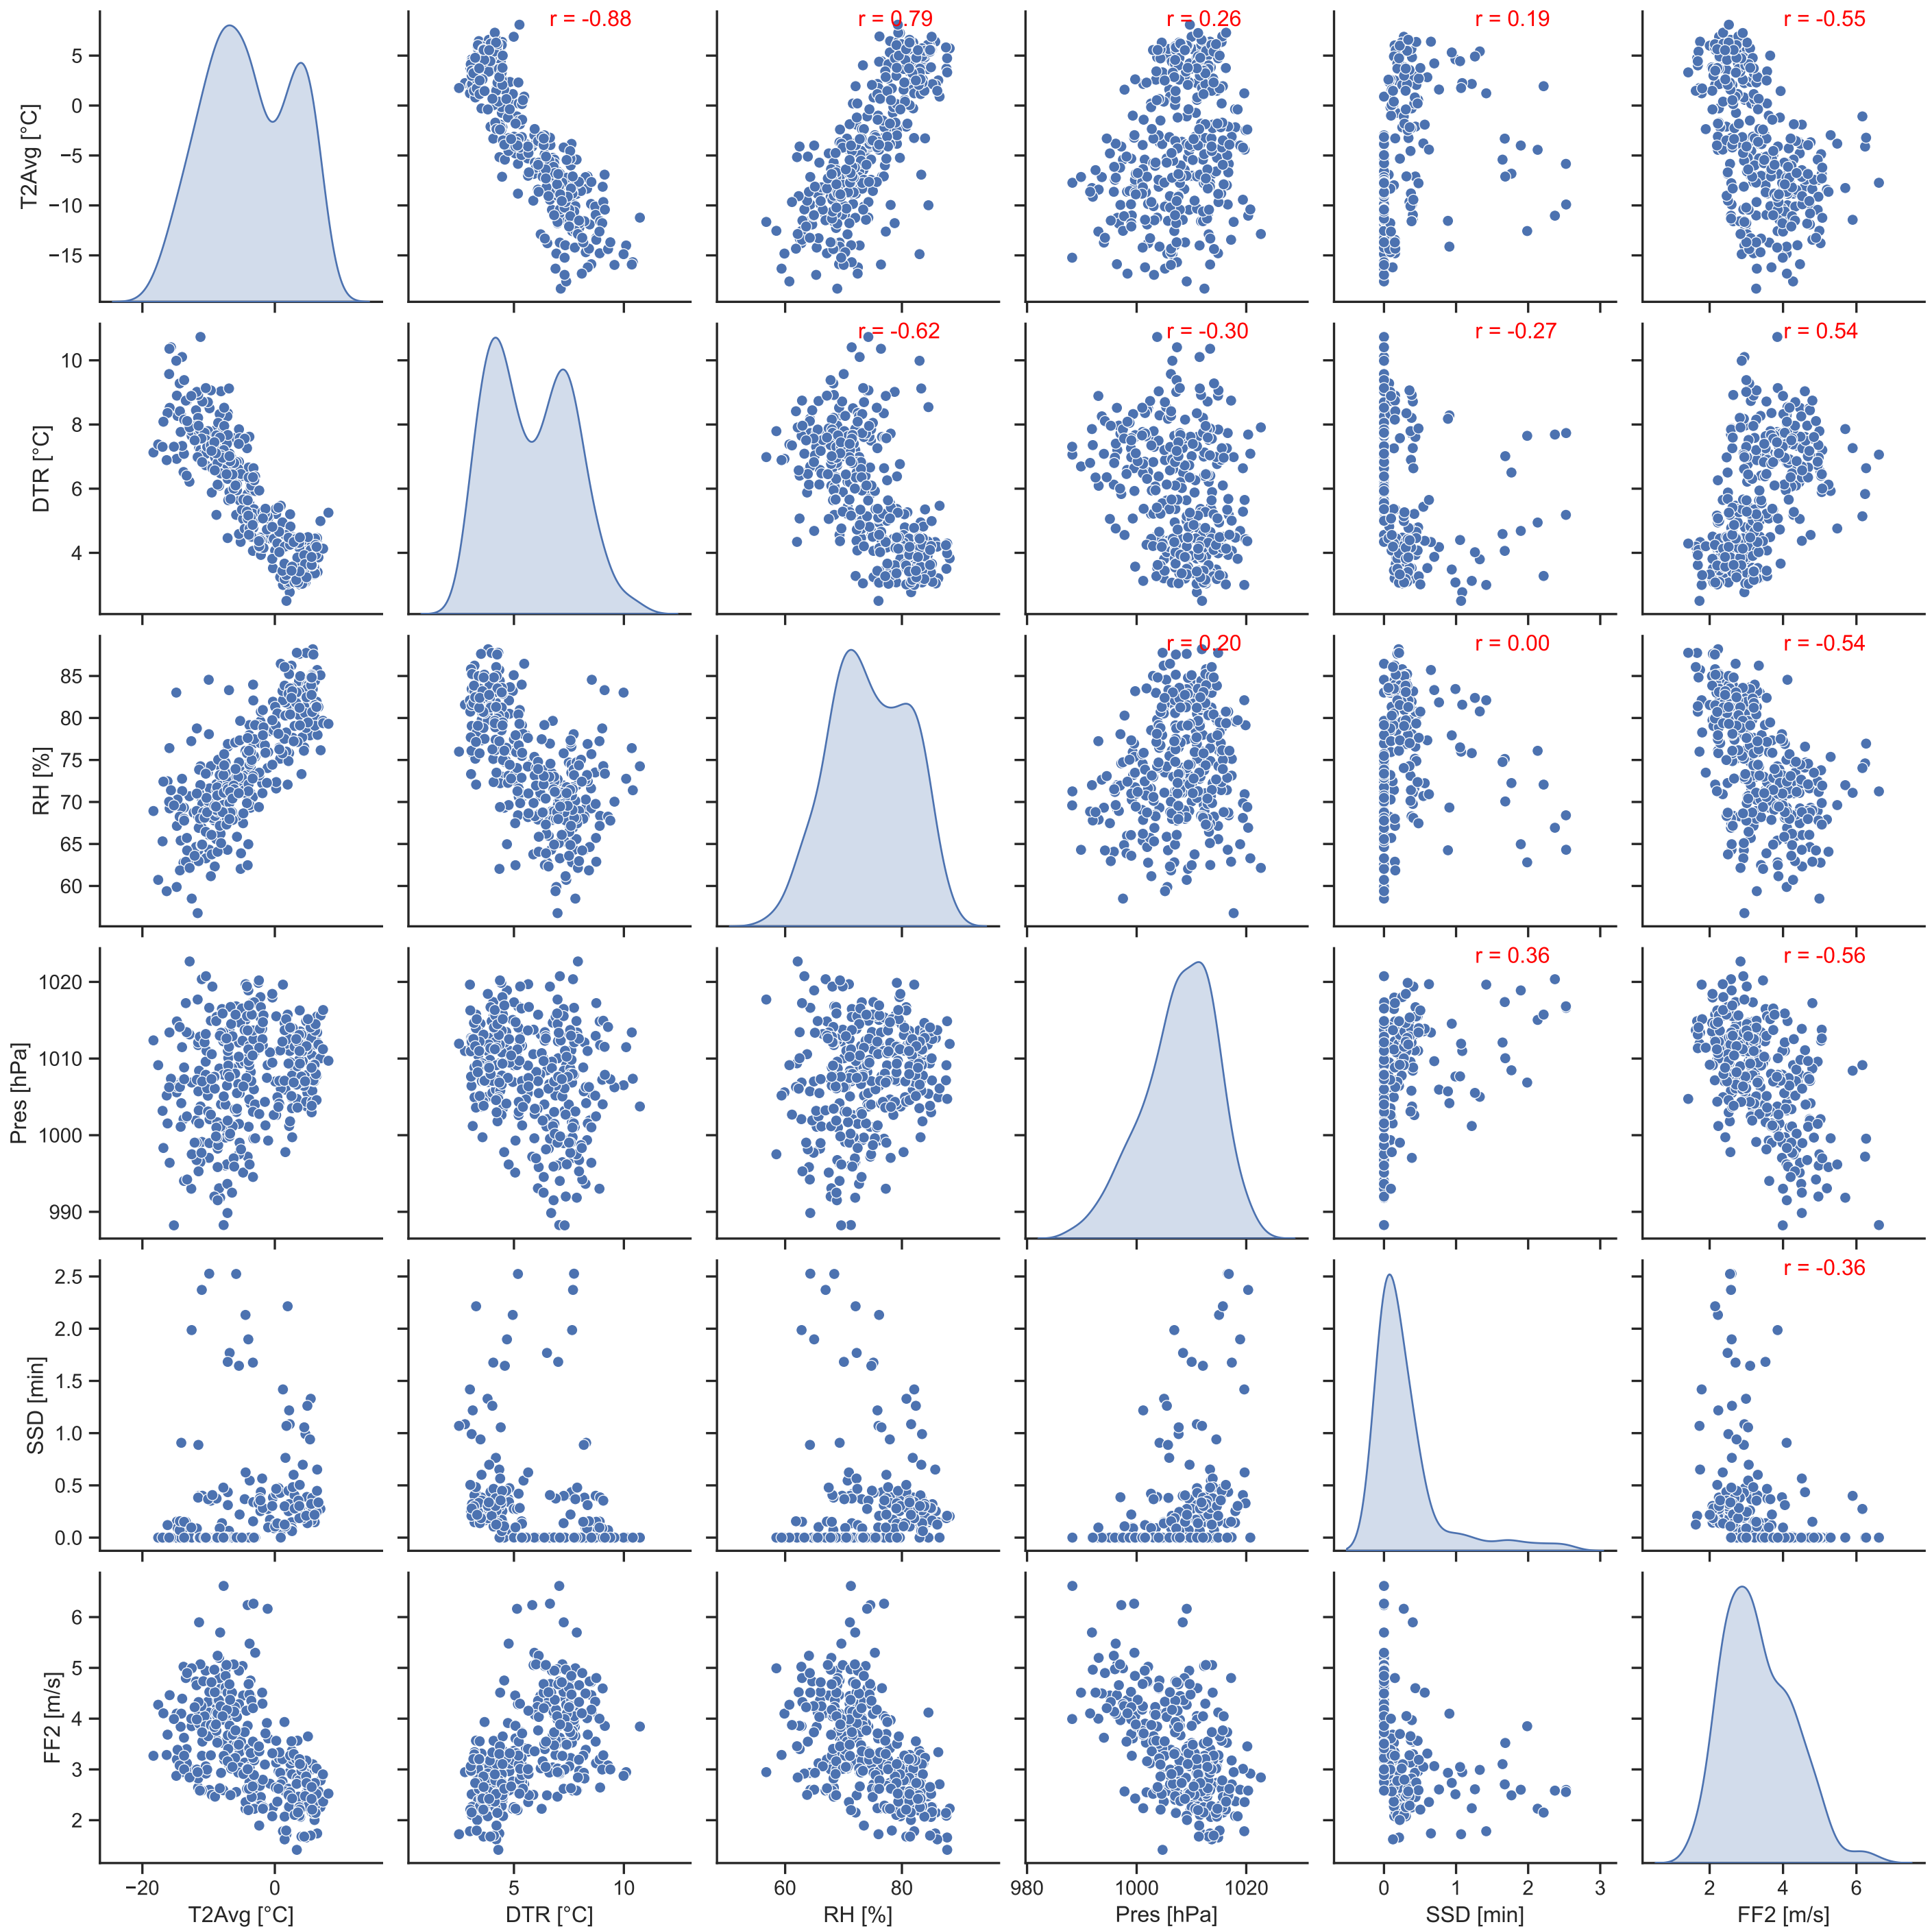 r = -0.88
r = 0.79
r = 0.26
r = 0.19
r = -0.55
5
0
−5
−10
−15
T2Avg [°C]
r = -0.62
r = -0.30
r = -0.27
r = 0.54
10
8
6
4
DTR [°C]
r = 0.20
r = 0.00
r = -0.54
85
80
75
70
65
60
RH [%]
r = 0.36
r = -0.56
1020
1010
1000
990
Pres [hPa]
r = -0.36
2.5
2.0
1.5
1.0
0.5
0.0
SSD [min]
6
5
4
3
2
FF2 [m/s]
−20 0
5 10
60 80
980 1000 1020
0 1 2 3
2 4 6
T2Avg [°C]
DTR [°C]
RH [%]
Pres [hPa]
SSD [min]
FF2 [m/s]